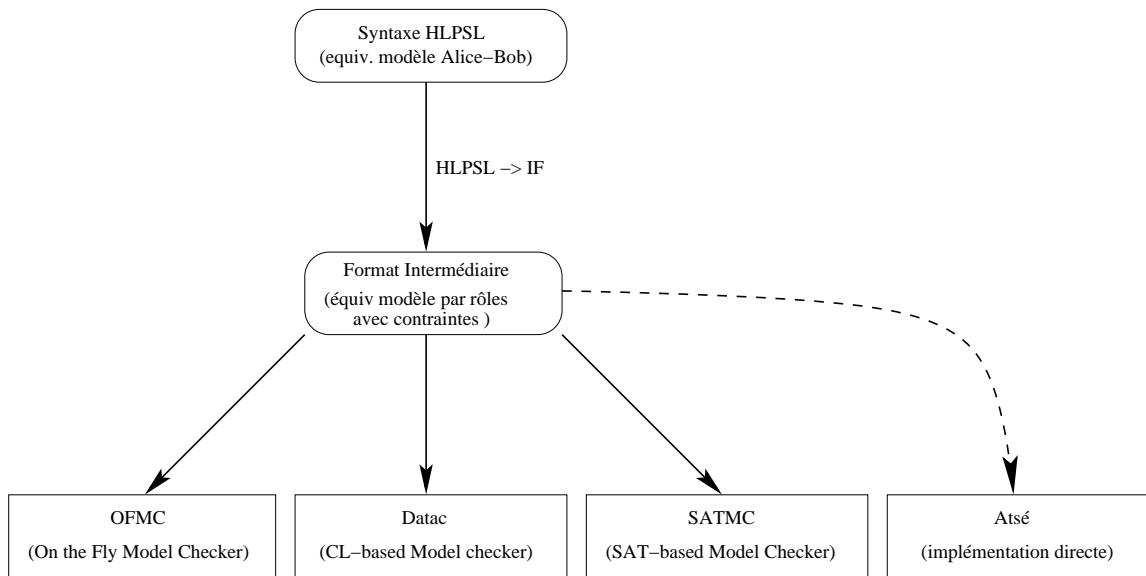 Syntaxe HLPSL
(equiv. modèle Alice−Bob)
HLPSL −> IF
Format Intermédiaire
(équiv modèle par rôles
avec contraintes )
OFMC
(On the Fly Model Checker)
Datac
(CL−based Model checker)
SATMC
(SAT−based Model Checker)
Atsé
(implémentation directe)